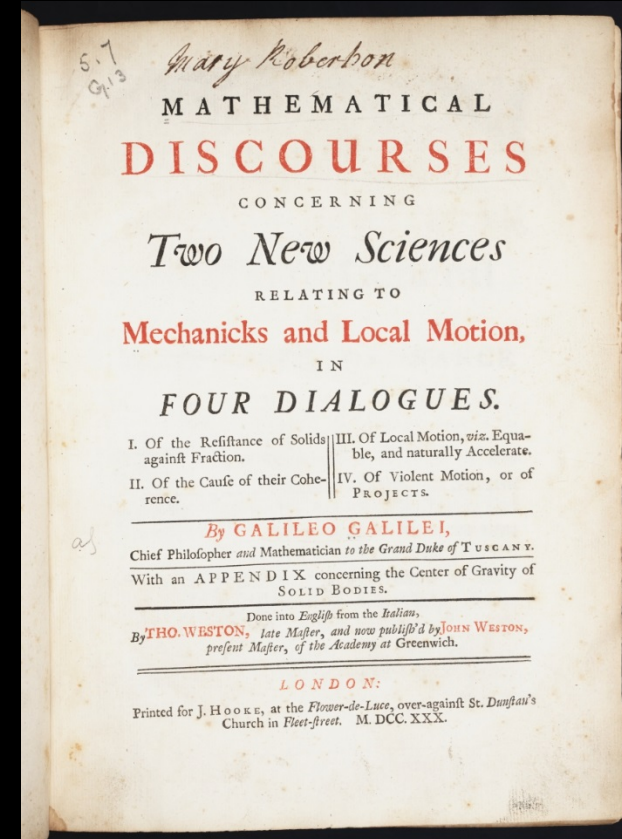 5.7
G.13
Mary Robertson
MATHEMATICAL
DISCOURSES
CONCERNING
Two New Sciences
RELATING TO
Mechanicks and Local Motion,
IN
FOUR DIALOGUES.
I. Of the Reſiſtance of Solids
againſt Fraction.
II. Of the Cauſe of their Cohe-
rence.
III. Of Local Motion, viz. Equa-
ble, and naturally Accelerate.
IV. Of Violent Motion, or of
PROJECTS.
By GALILEO GALILEI,
Chief Philoſopher and Mathematician to the Grand Duke of TUSCANY.
With an APPENDIX concerning the Center of Gravity of
SOLID BODIES.
Done into Engliſh from the Italian,
By THO. WESTON, late Maſter, and now publiſh'd by JOHN WESTON,
preſent Maſter, of the Academy at Greenwich.
LONDON:
Printed for J. HOOKE, at the Flower-de-Luce, over-againſt St. Dunſtan's
Church in Fleet-ſtreet. M. DCC. XXX.